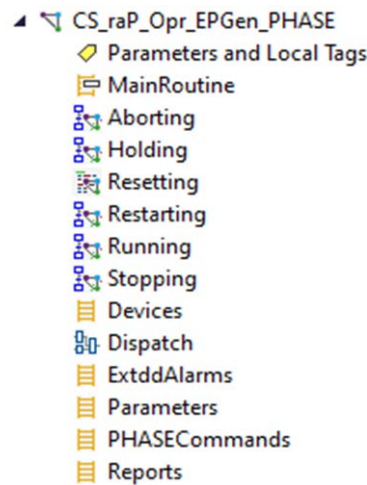 CS_raP_Opr_EPGen_PHASE
Parameters and Local Tags
MainRoutine
Aborting
Holding
Resetting
Restarting
Running
Stopping
Devices
Dispatch
ExtddAlarms
Parameters
PHASECommands
Reports